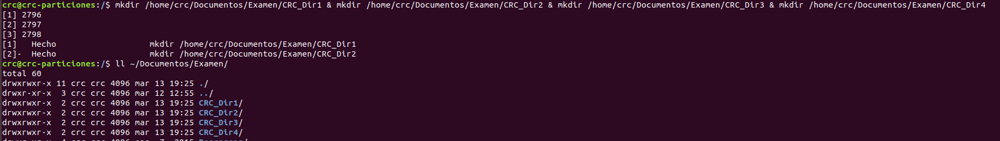 crc@crc-particiones:/$ mkdir /home/crc/Documentos/Examen/CRC_Dir1 & mkdir /home/crc/Documentos/Examen/CRC_Dir2 & mkdir /home/crc/Documentos/Examen/CRC_Dir3 & mkdir /home/crc/Documentos/Examen/CRC_Dir4
[1] 2796
[2] 2797
[3] 2798
[1]   Hecho                   mkdir /home/crc/Documentos/Examen/CRC_Dir1
[2]-  Hecho                   mkdir /home/crc/Documentos/Examen/CRC_Dir2
crc@crc-particiones:/$ ll ~/Documentos/Examen/
total 60
drwxrwxr-x 11 crc crc 4096 mar 13 19:25 ./
drwxr-xr-x  3 crc crc 4096 mar 12 12:55 ../
drwxrwxr-x  2 crc crc 4096 mar 13 19:25 CRC_Dir1/
drwxrwxr-x  2 crc crc 4096 mar 13 19:25 CRC_Dir2/
drwxrwxr-x  2 crc crc 4096 mar 13 19:25 CRC_Dir3/
drwxrwxr-x  2 crc crc 4096 mar 13 19:25 CRC_Dir4/